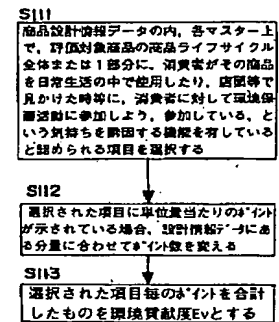 S111
商品設計情報データの内，各マスター上
で，評価対象商品の商品ライフサイクル
全体または1部分に，消費者がその商品
を日常生活の中で使用したり，店頭等で
見かけた時等に，消費者に対して環境保
護活動に参加しよう，参加している，と
いう気持ちを誘因する機能を有している
と認められる項目を選択する
S112
選択された項目に単位量当たりのポイント
が示されている場合，設計情報データにあ
る分量に合わせてポイント数を変える
S113
選択された項目毎のポイントを合計
したものを環境貢献度Evとする